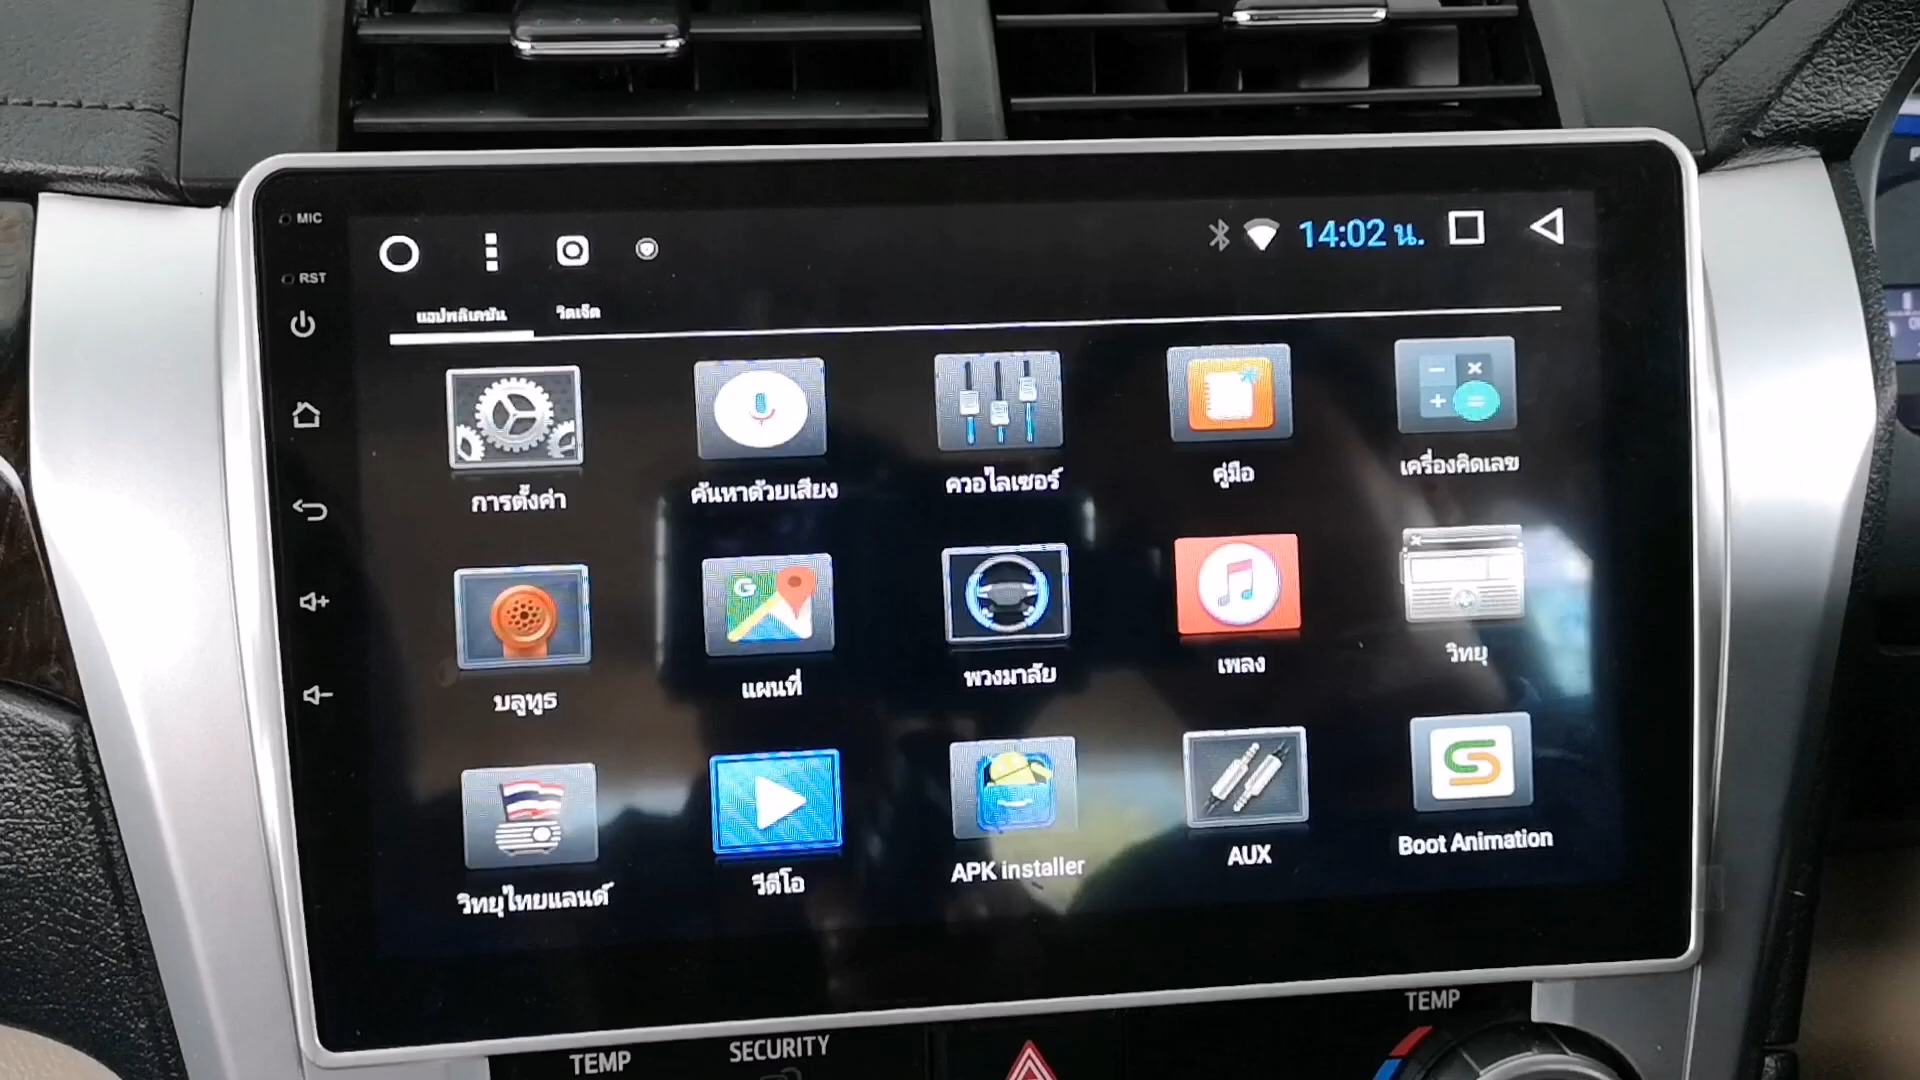 MIC
14:02 น.
RST
แอปพลิเคชัน
วิดเจ็ต
การตั้งค่า
ค้นหาด้วยเสียง
ควอไลเซอร์
คู่มือ
เครื่องคิดเลข
บลูทูธ
แผนที่
พวงมาลัย
เพลง
วิทยุ
วิทยุไทยแลนด์
วีดีโอ
APK installer
AUX
Boot Animation
TEMP
SECURITY
TEMP